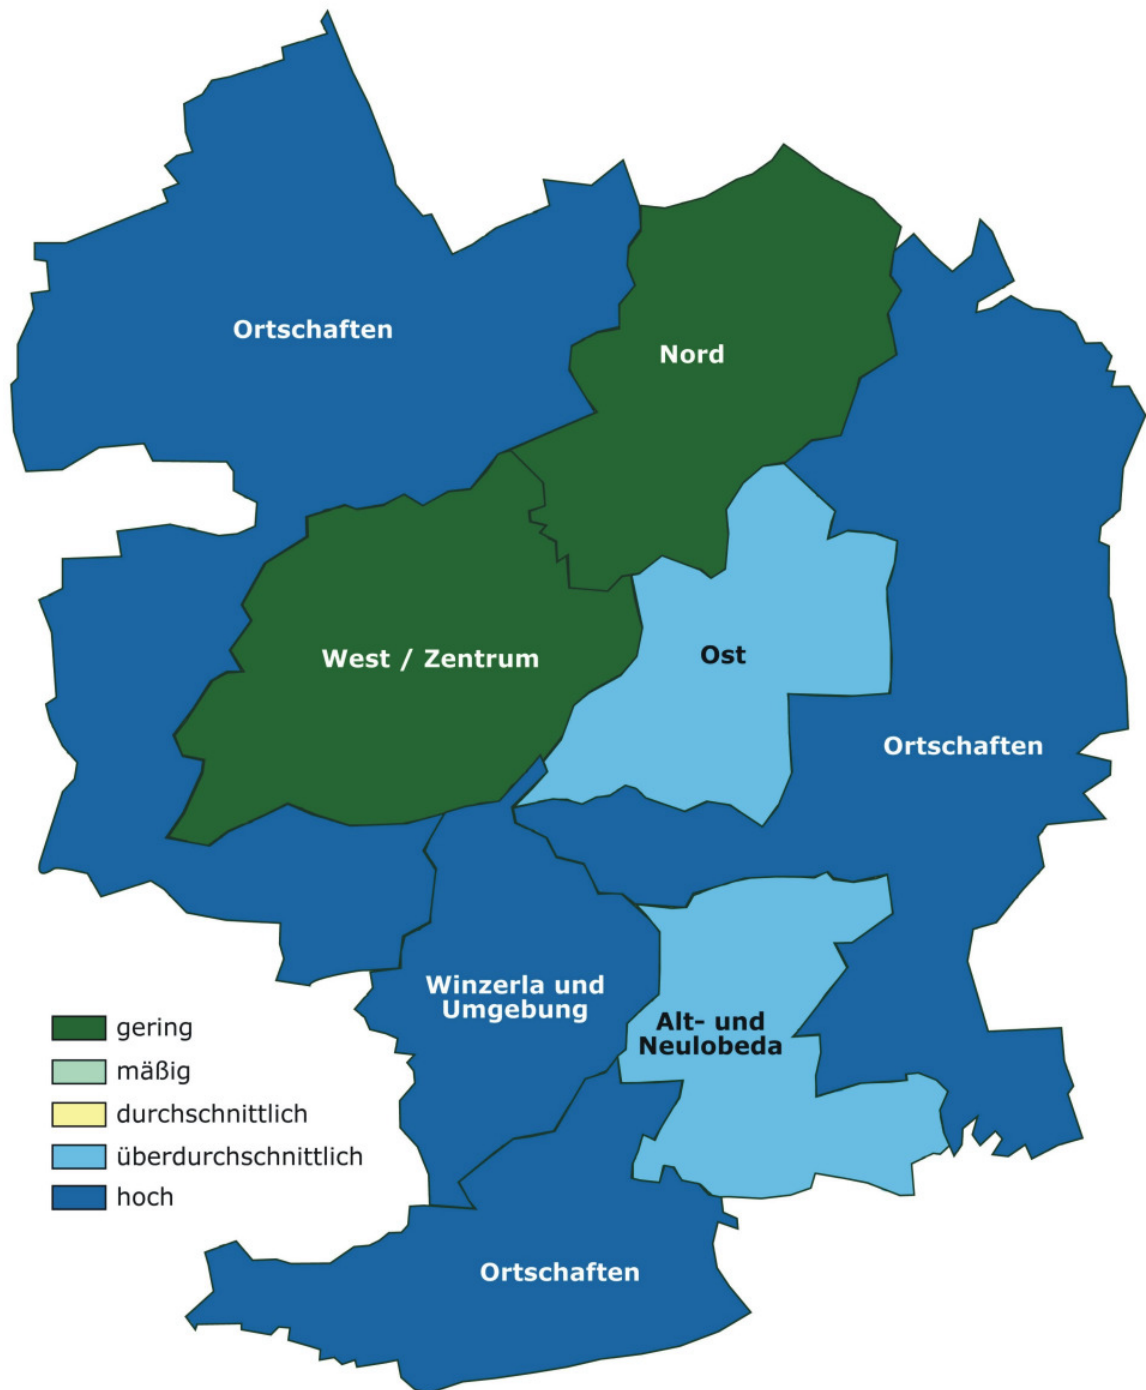 Ortschaften
Nord
West / Zentrum
Ost
Ortschaften
Winzerla und
Umgebung
Alt- und
Neulobeda
gering
mäßig
durchschnittlich
überdurchschnittlich
hoch
Ortschaften